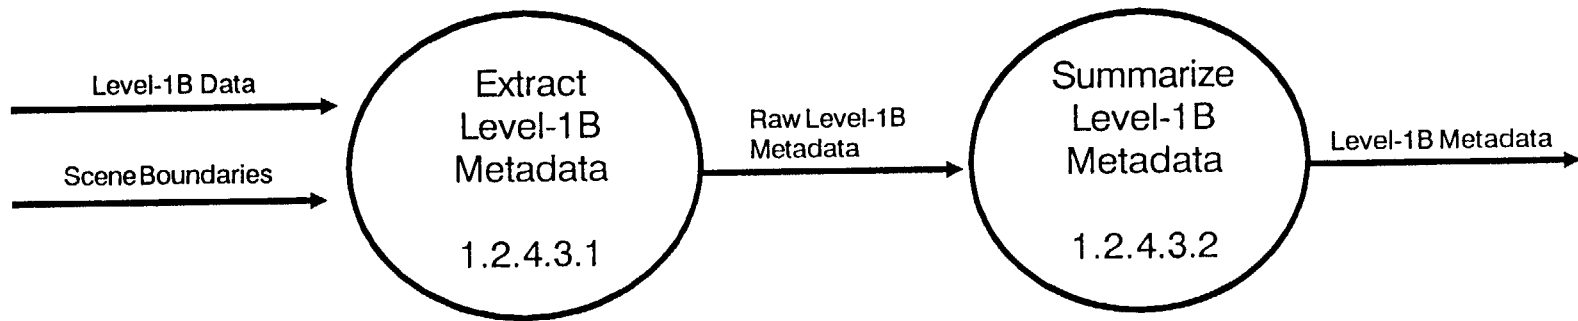 Level-1B Data
Scene Boundaries
Extract
Level-1B
Metadata
1.2.4.3.1
Raw Level-1B
Metadata
Summarize
Level-1B
Metadata
1.2.4.3.2
Level-1B Metadata